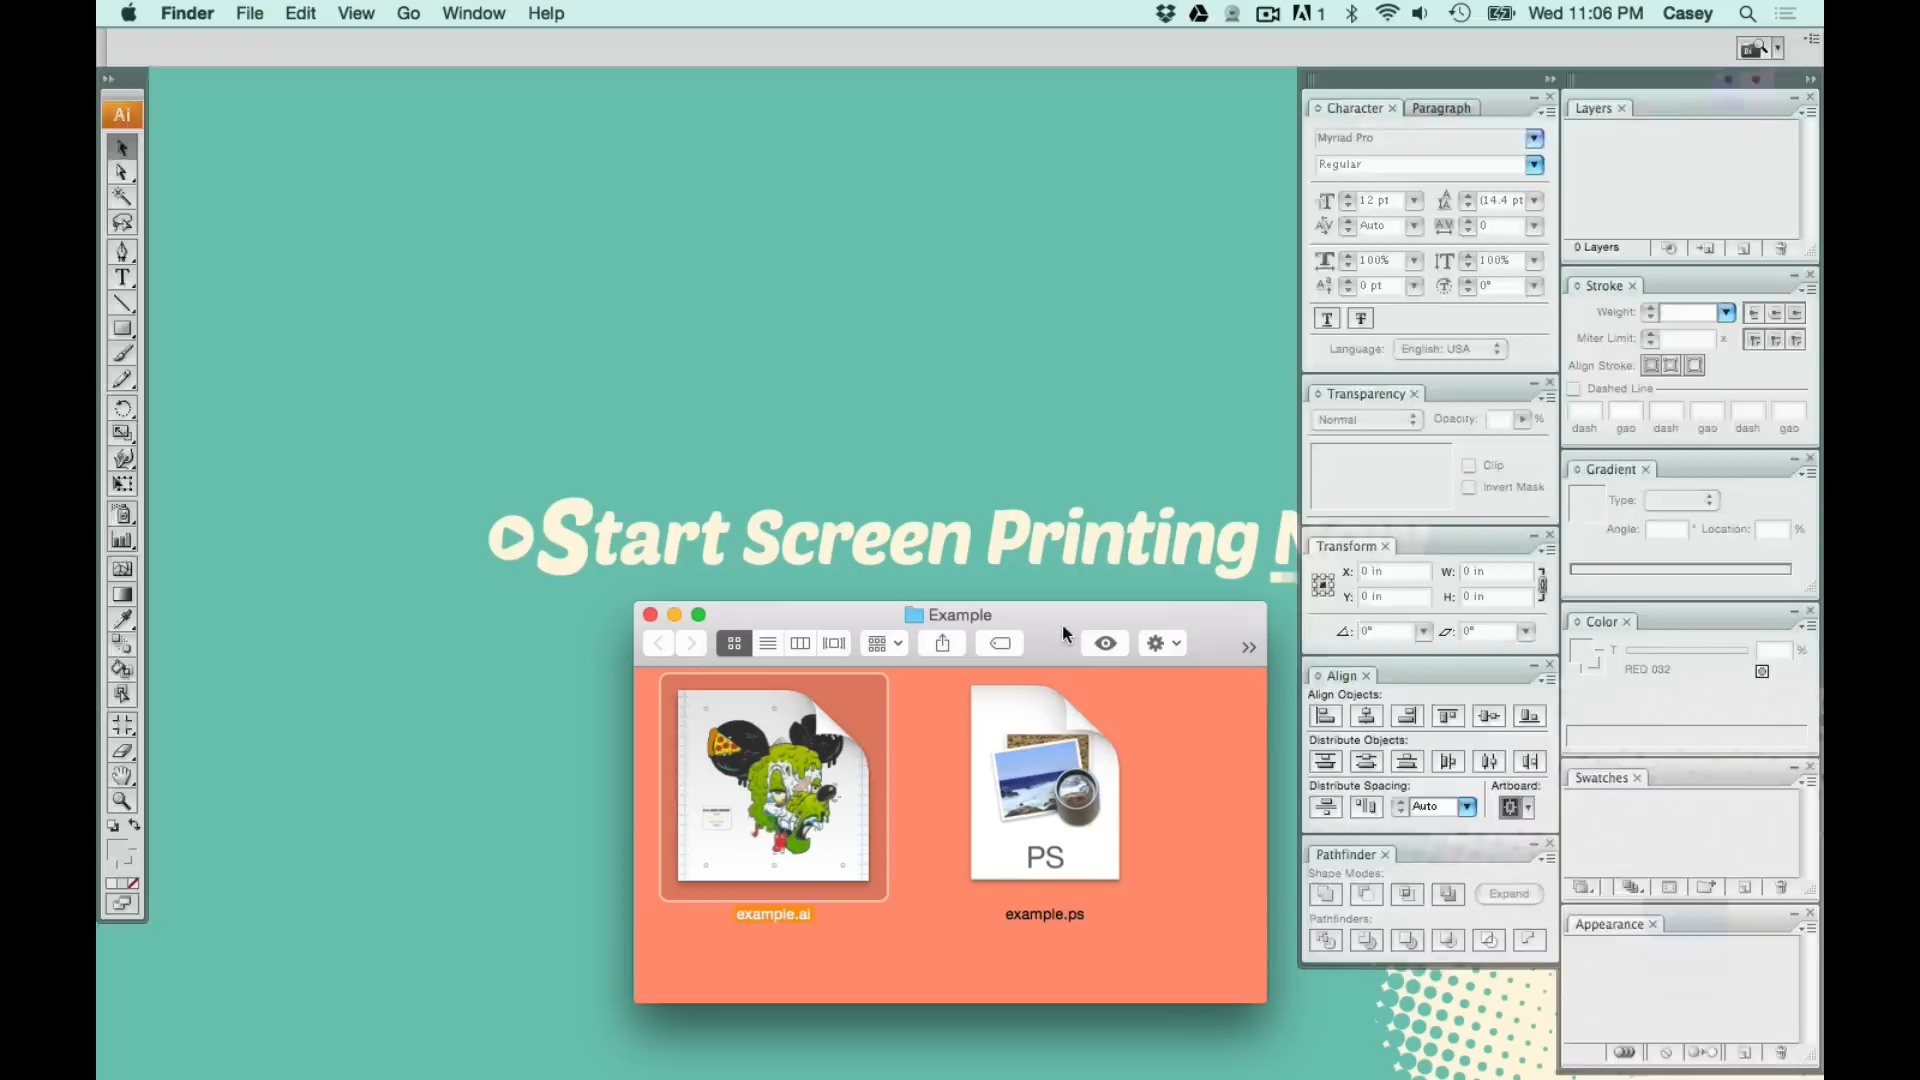 Finder File Edit View Go Window Help
1 Wed 11:06 PM Casey
Ai
Character Paragraph
Myriad Pro
Regular
12 pt (14.4 pt
Auto 0
100% 100%
0 pt 0°
Language: English: USA
Transparency
Normal Opacity: %
Clip
Invert Mask
Transform
X: 0 in W: 0 in
Y: 0 in H: 0 in
0° 0°
Align
Align Objects:
Distribute Objects:
Distribute Spacing: Artboard:
Auto
Pathfinder
Shape Modes:
Expand
Pathfinders:
Layers
0 Layers
Stroke
Weight:
Miter Limit: x
Align Stroke:
Dashed Line
dash gap dash gap dash gap
Gradient
Type:
Angle: ° Location: %
Color
T %
RED 032
Swatches
Appearance
Start Screen Printing N
Example
PS
example.ai example.ps